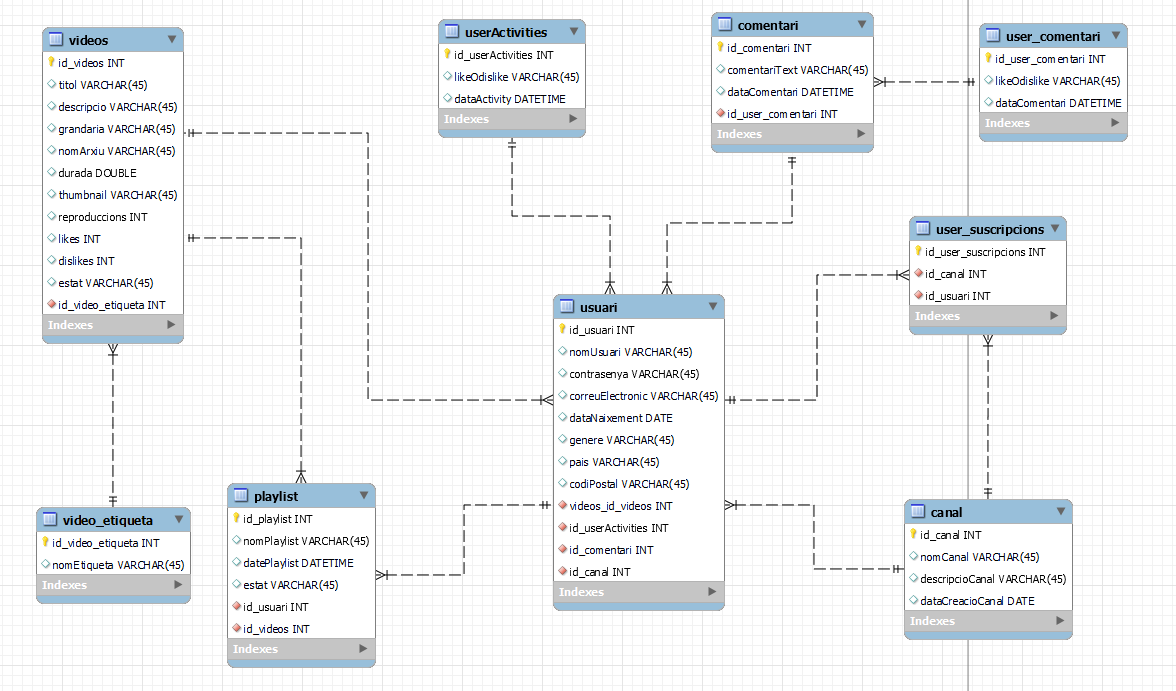 videos
id_videos INT
titol VARCHAR(45)
descripcio VARCHAR(45)
grandaria VARCHAR(45)
nomArxiu VARCHAR(45)
durada DOUBLE
thumbnail VARCHAR(45)
reproduccions INT
likes INT
dislikes INT
estat VARCHAR(45)
id_video_etiqueta INT
Indexes
userActivities
id_userActivities INT
likeOdislike VARCHAR(45)
dataActivity DATETIME
Indexes
comentari
id_comentari INT
comentariText VARCHAR(45)
dataComentari DATETIME
id_user_comentari INT
Indexes
user_comentari
id_user_comentari INT
likeOdislike VARCHAR(45)
dataComentari DATETIME
Indexes
user_suscripcions
id_user_suscripcions INT
id_canal INT
id_usuari INT
Indexes
usuari
id_usuari INT
nomUsuari VARCHAR(45)
contrasenya VARCHAR(45)
correuElectronic VARCHAR(45)
dataNaixement DATE
genere VARCHAR(45)
pais VARCHAR(45)
codiPostal VARCHAR(45)
videos_id_videos INT
id_userActivities INT
id_comentari INT
id_canal INT
Indexes
video_etiqueta
id_video_etiqueta INT
nomEtiqueta VARCHAR(45)
Indexes
playlist
id_playlist INT
nomPlaylist VARCHAR(45)
datePlaylist DATETIME
estat VARCHAR(45)
id_usuari INT
id_videos INT
Indexes
canal
id_canal INT
nomCanal VARCHAR(45)
descripcioCanal VARCHAR(45)
dataCreacioCanal DATE
Indexes